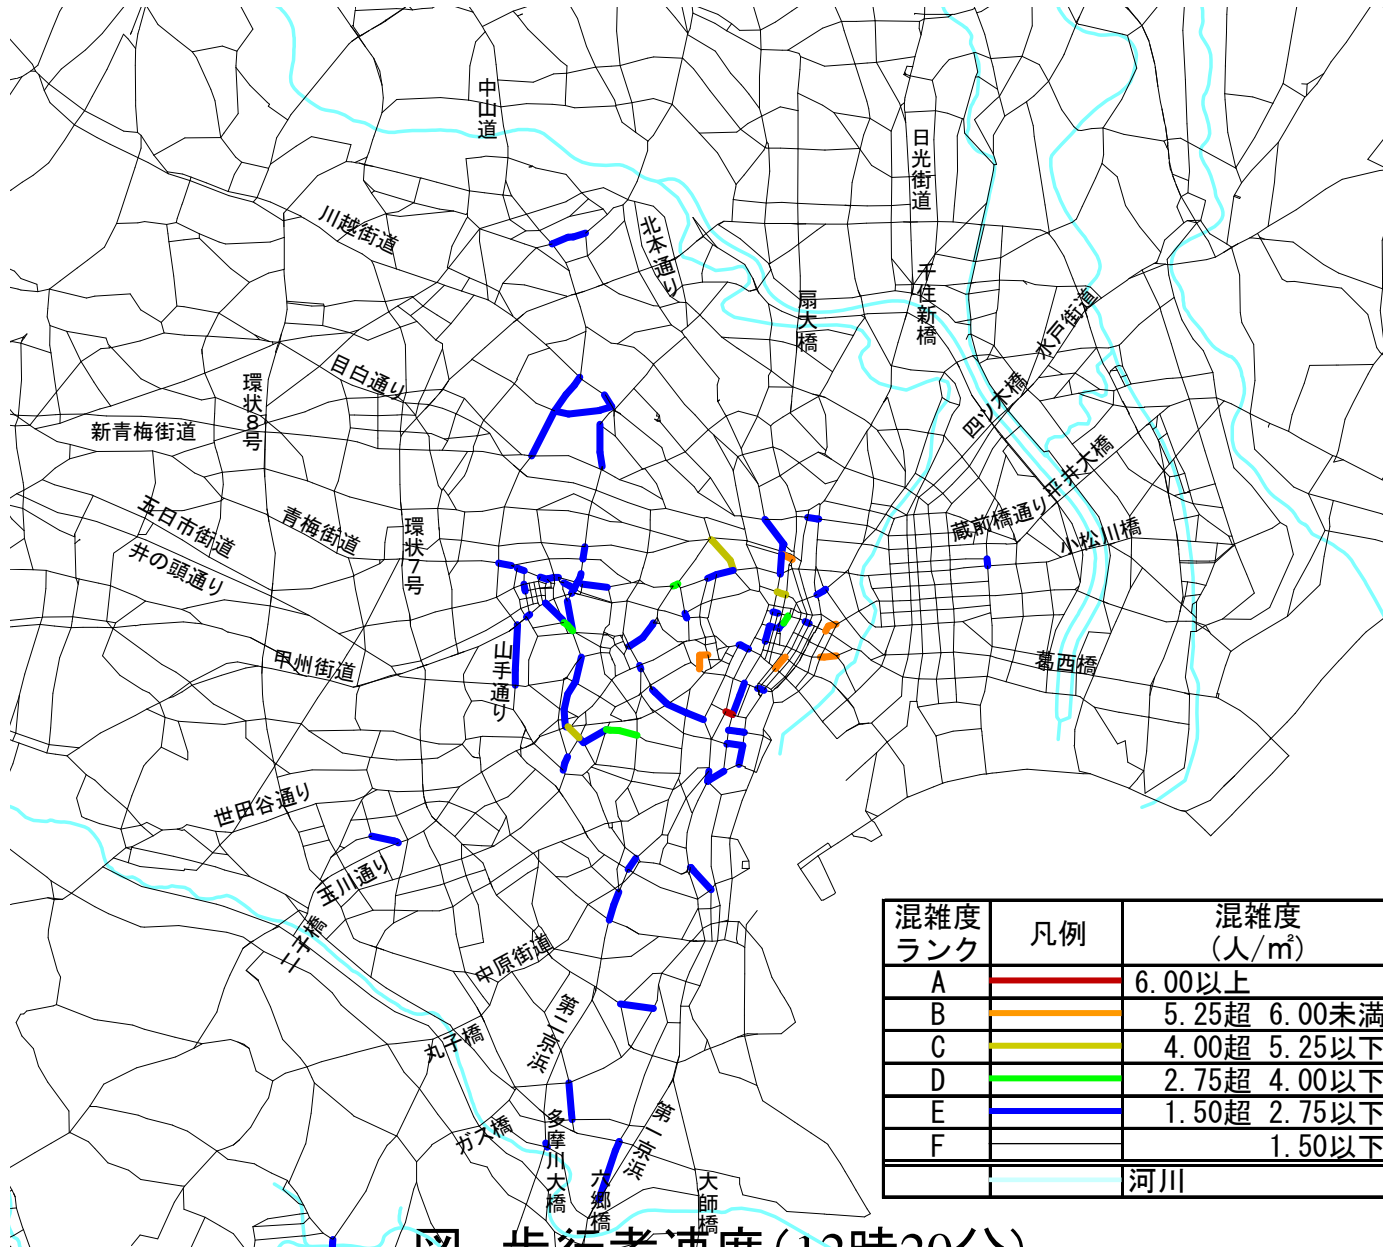 中山道
日光街道
川越街道
北本通り
千住新橋
扇大橋
水戸街道
目白通り
環状8号
四ツ木橋
新青梅街道
平井大橋
五日市街道
青梅街道
環状7号
蔵前橋通り
小松川橋
井の頭通り
甲州街道
山手通り
葛西橋
世田谷通り
玉川通り
二子橋
中原街道
第二京浜
丸子橋
ガス橋
多摩川大橋
第一京浜
六郷橋
大師橋
混雑度ランク 凡例 混雑度(人/㎡)
A 6.00以上
B 5.25超 6.00未満
C 4.00超 5.25以下
D 2.75超 4.00以下
E 1.50超 2.75以下
F 1.50以下
河川